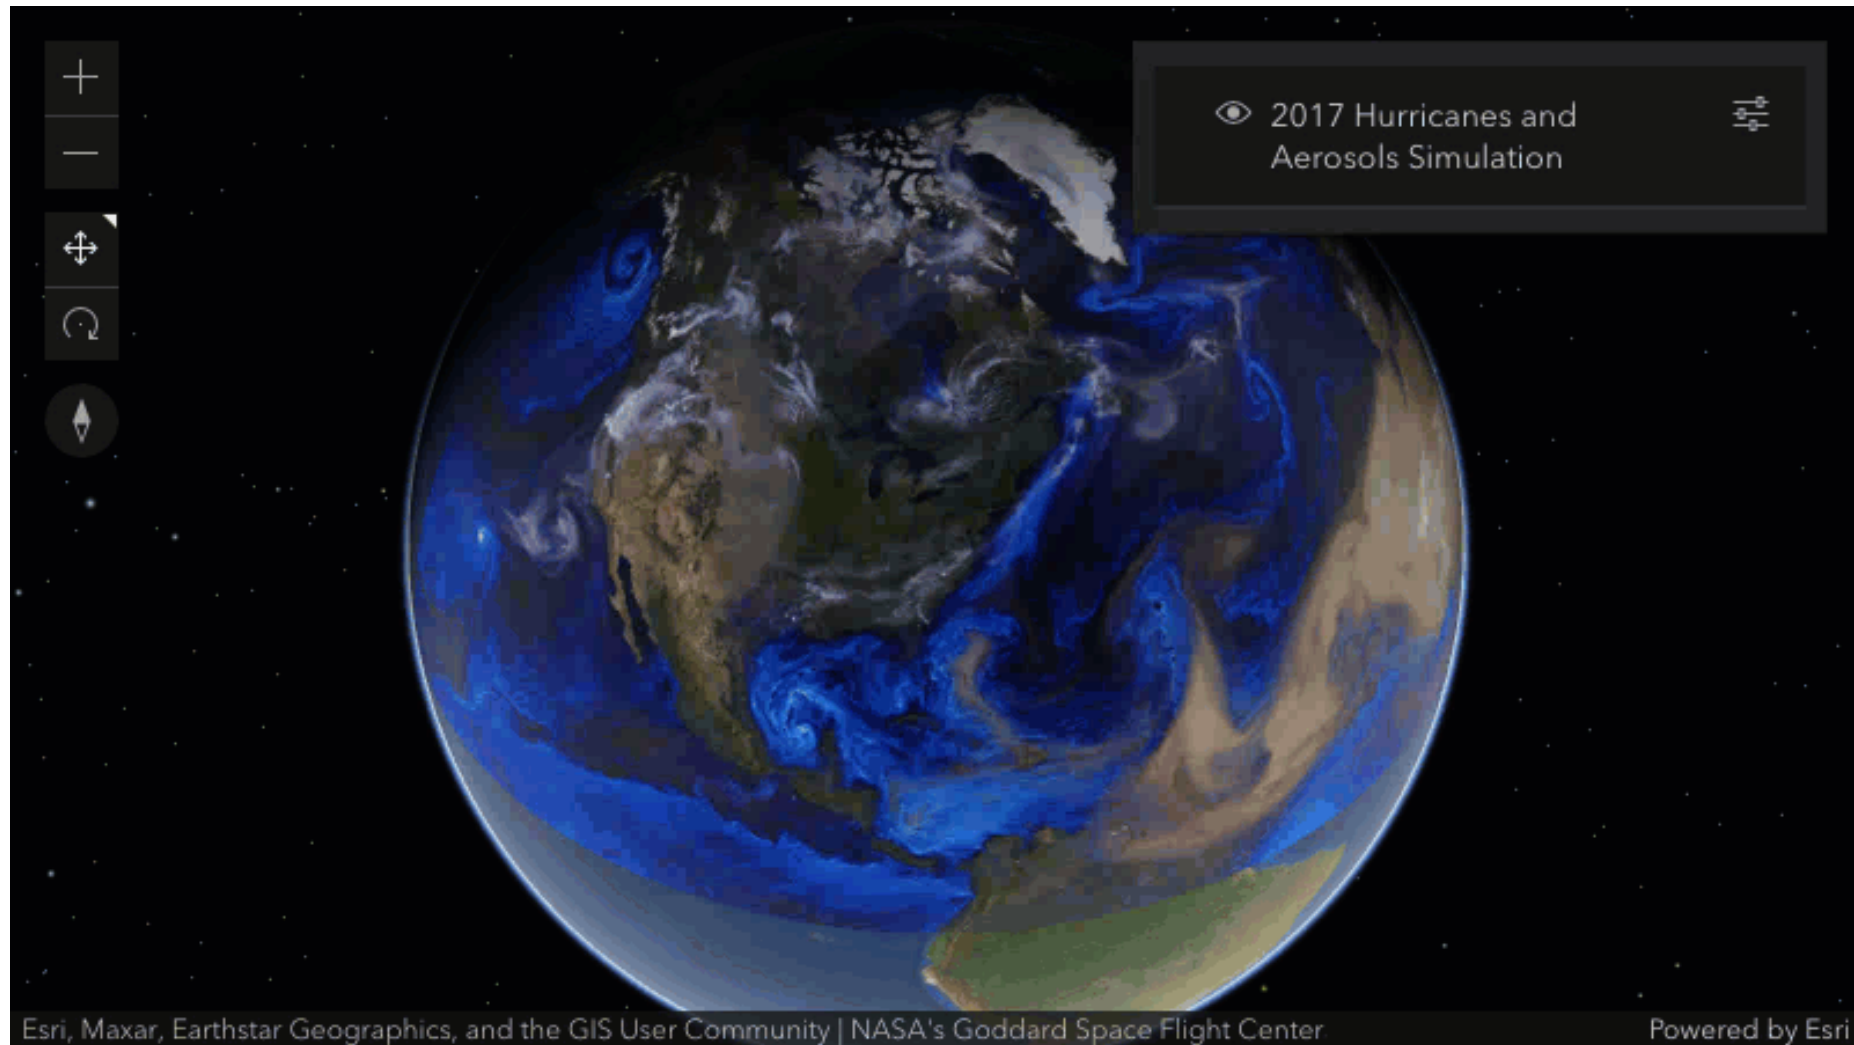 2017 Hurricanes and
Aerosols Simulation
Esri, Maxar, Earthstar Geographics, and the GIS User Community | NASA's Goddard Space Flight Center
Powered by Esri